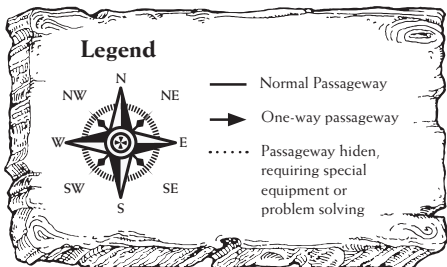 Legend
N
NW NE
W E
SW SE
S
Normal Passageway
One-way passageway
Passageway hiden,
requiring special
equipment or
problem solving